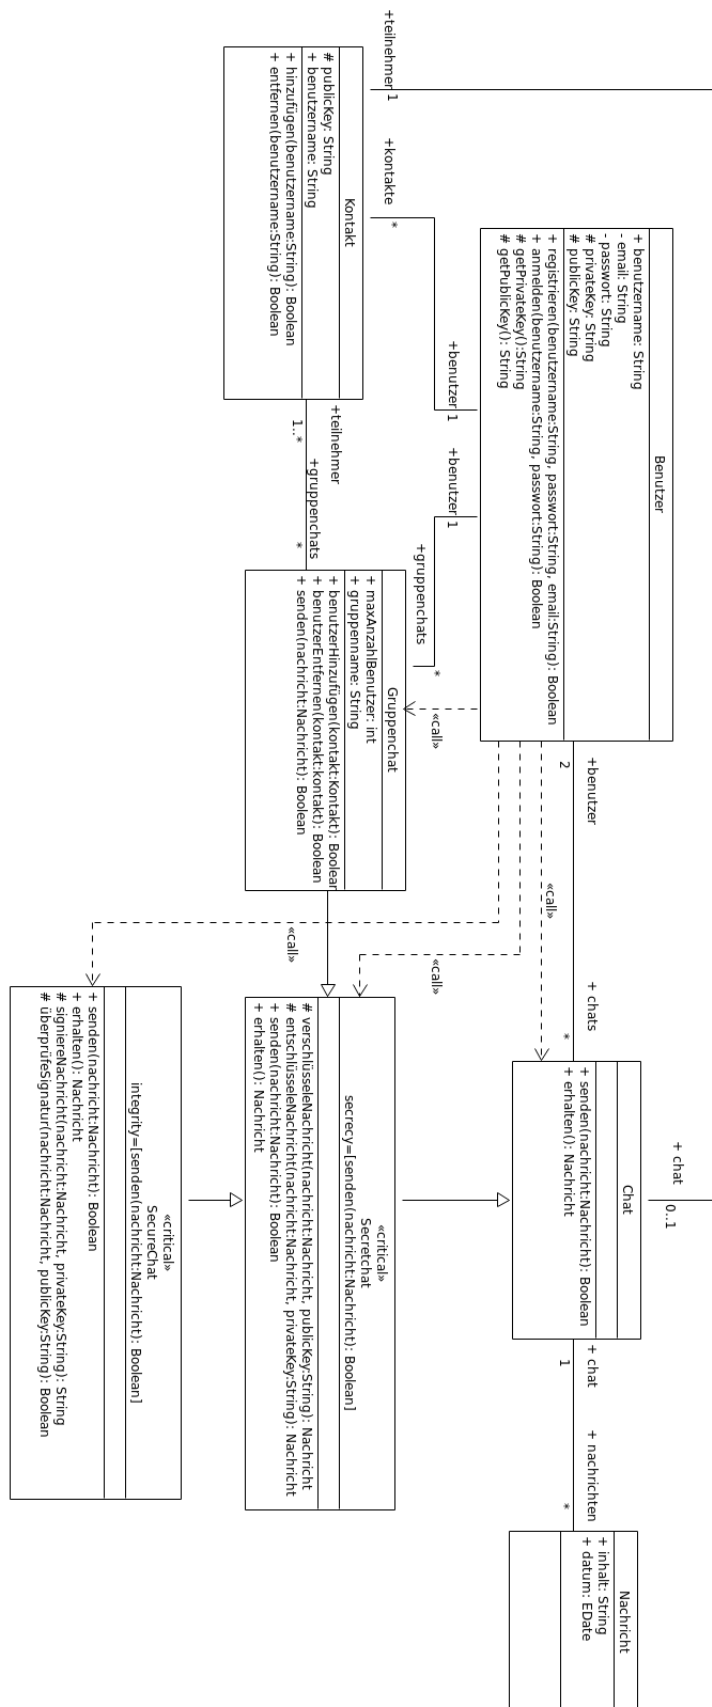 +teilnehmer
1
+kontakte
*
Kontakt
# publicKey: String
+ benutzername: String
+ hinzufügen(benutzername:String): Boolean
+ entfernen(benutzername:String): Boolean
Benutzer
+ benutzername: String
- email: String
- passwort: String
# privateKey: String
# publicKey: String
+ registrieren(benutzername:String, passwort:String, email:String): Boolean
+ anmelden(benutzername:String, passwort:String): Boolean
# getPrivateKey():String
# getPublicKey(): String
+benutzer
1
+benutzer
1
+gruppenchats
*
+teilnehmer
1..*
+gruppenchats
*
Gruppenchat
+ maxAnzahlBenutzer: int
+ gruppenname: String
+ benutzerHinzufügen(kontakt:Kontakt): Boolean
+ benutzerEntfernen(kontakt:kontakt): Boolean
+ senden(nachricht:Nachricht): Boolean
«call»
+benutzer
2
«call»
«call»
«call»
+ chats
*
+ chat
0..1
Chat
+ senden(nachricht:Nachricht): Boolean
+ erhalten(): Nachricht
«critical»
Secretchat
secrecy=[senden(nachricht:Nachricht): Boolean]
# verschlüsseleNachricht(nachricht:Nachricht, publicKey:String): Nachricht
# entschlüsseleNachricht(nachricht:Nachricht, privateKey:String): Nachricht
+ senden(nachricht:Nachricht): Boolean
+ erhalten(): Nachricht
«critical»
SecureChat
integrity=[senden(nachricht:Nachricht): Boolean]
+ senden(nachricht:Nachricht): Boolean
+ erhalten(): Nachricht
# signiereNachricht(nachricht:Nachricht, privateKey:String): String
# überprüfeSignatur(nachricht:Nachricht, publicKey:String): Boolean
+ chat
1
+ nachrichten
*
Nachricht
+ inhalt: String
+ datum: EDate